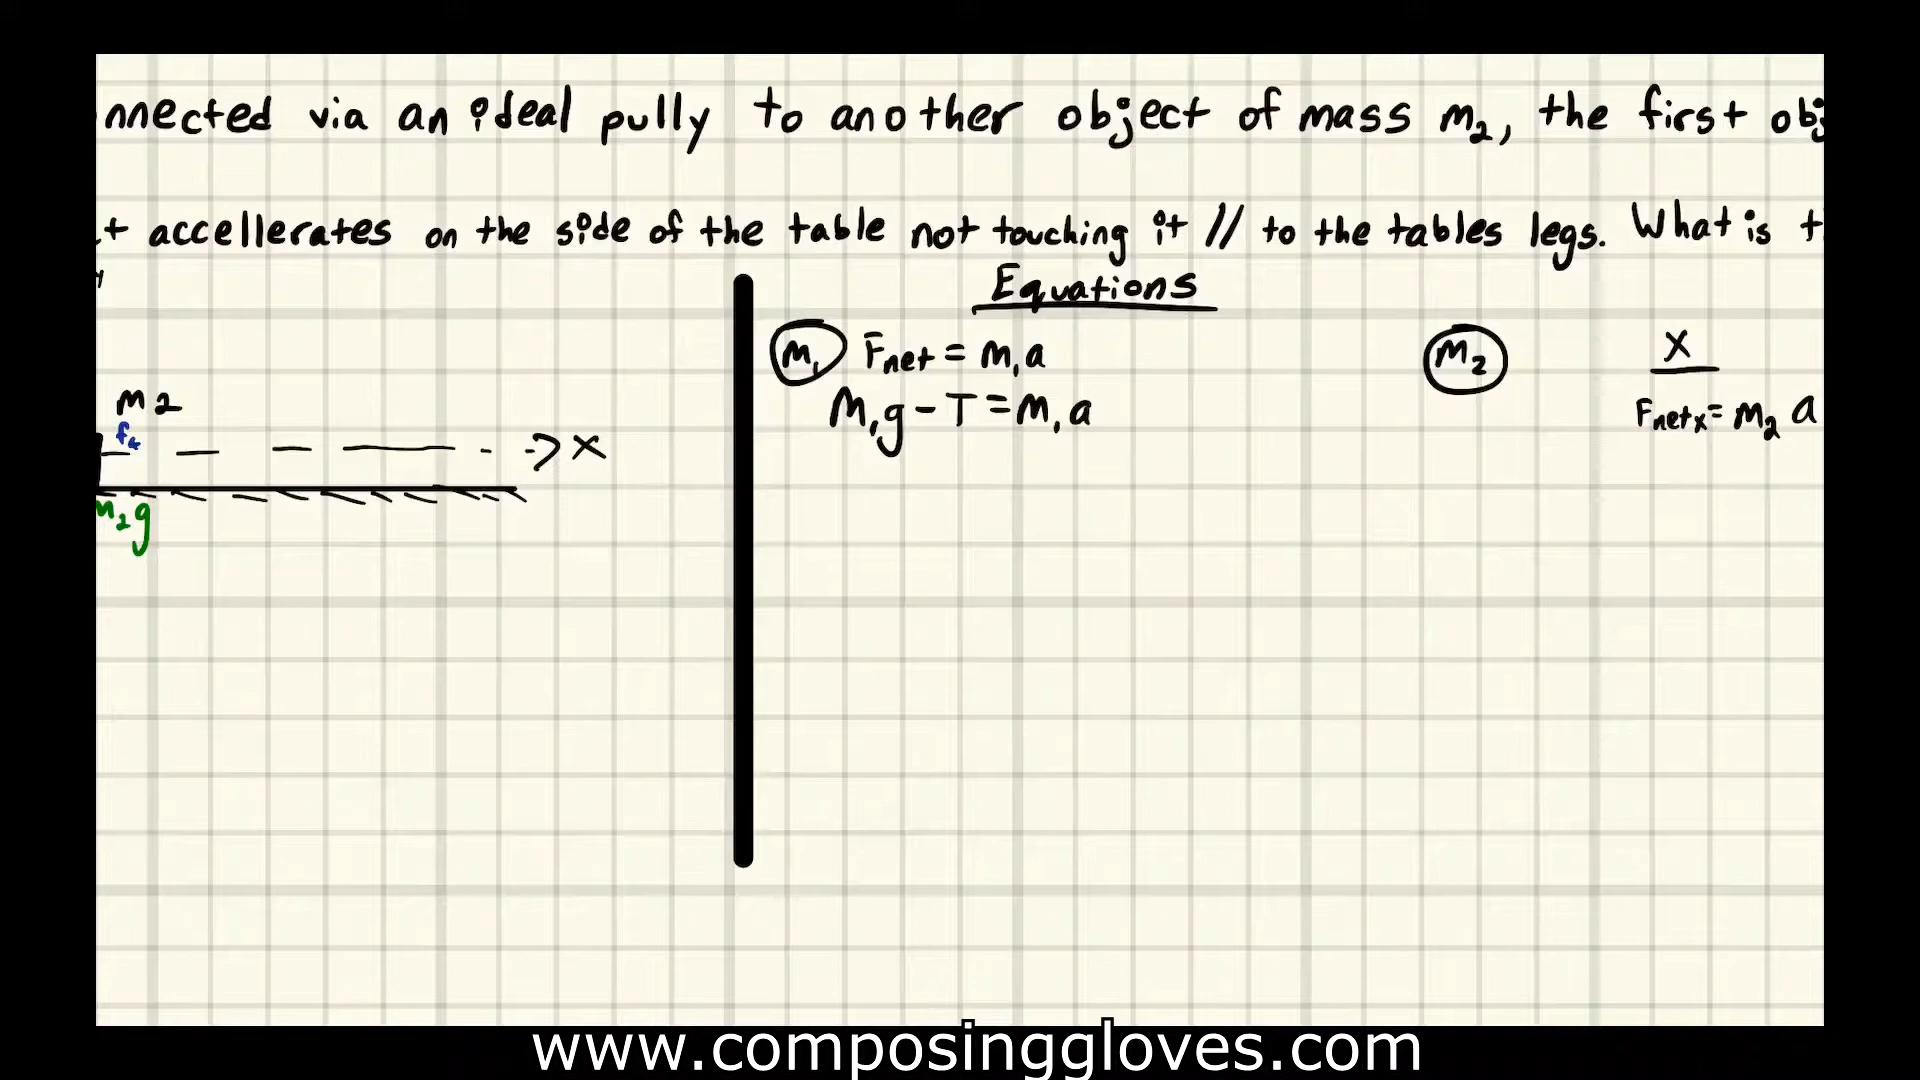 nnected via an ideal pully to another object of mass m₂, the first obj
t accellerates on the side of the table not touching it // to the tables legs. What is t
Equations
m₁ Fnet = m₁a
m₁g - T = m₁a
m₂ x
Fnetx = m₂ a
m2
-> x
m₂g
www.composinggloves.com